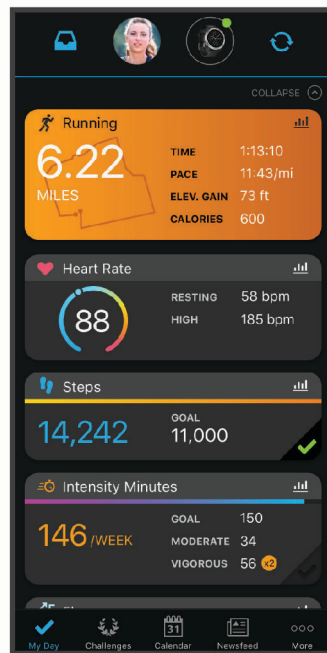 COLLAPSE
Running
6.22
MILES
TIME 1:13:10
PACE 11:43/mi
ELEV. GAIN 73 ft
CALORIES 600
Heart Rate
88
RESTING 58 bpm
HIGH 185 bpm
Steps
14,242
GOAL
11,000
Intensity Minutes
146 /WEEK
GOAL 150
MODERATE 34
VIGOROUS 56 x2
31
My Day Challenges Calendar Newsfeed More